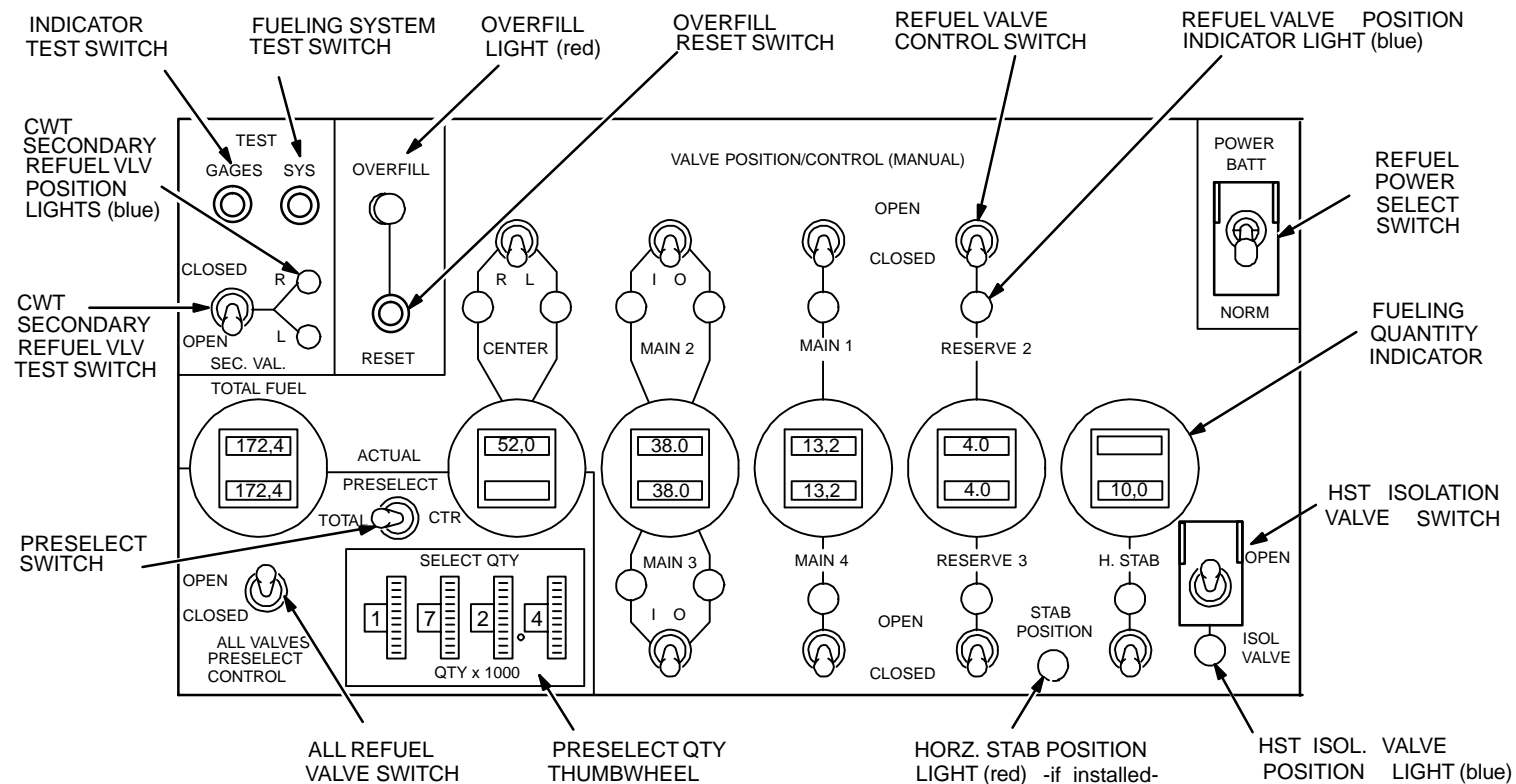 INDICATOR
TEST SWITCH
FUELING SYSTEM
TEST SWITCH
OVERFILL
LIGHT (red)
OVERFILL
RESET SWITCH
REFUEL VALVE
CONTROL SWITCH
REFUEL VALVE POSITION
INDICATOR LIGHT (blue)
CWT
SECONDARY
REFUEL VLV
POSITION
LIGHTS (blue)
CWT
SECONDARY
REFUEL VLV
TEST SWITCH
PRESELECT
SWITCH
TEST
GAGES SYS
CLOSED
R
OPEN
L
SEC. VAL.
OVERFILL
RESET
VALVE POSITION/CONTROL (MANUAL)
OPEN
CLOSED
R L
I O
CENTER
MAIN 2
MAIN 1
RESERVE 2
POWER
BATT
NORM
REFUEL
POWER
SELECT
SWITCH
FUELING
QUANTITY
INDICATOR
TOTAL FUEL
172,4
172,4
ACTUAL
52,0
38.0
38.0
13,2
13,2
4.0
4.0
10,0
PRESELECT
TOTAL
CTR
OPEN
CLOSED
ALL VALVES
PRESELECT
CONTROL
SELECT QTY
1 7 2 . 4
QTY x 1000
MAIN 3
I O
MAIN 4
RESERVE 3
H. STAB
OPEN
CLOSED
STAB
POSITION
OPEN
ISOL
VALVE
HST ISOLATION
VALVE SWITCH
ALL REFUEL
VALVE SWITCH
PRESELECT QTY
THUMBWHEEL
HORZ. STAB POSITION
LIGHT (red) -if installed-
HST ISOL. VALVE
POSITION LIGHT (blue)